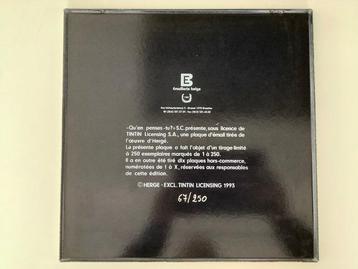 Emaillerie belge
«Qu'en penses-tu?» S.C. présente, sous licence de
TINTIN Licensing S.A., une plaque d'émail tirée de
l'œuvre d'Hergé.
La présente plaque a fait l'objet d'un tirage limité
à 250 exemplaires marqués de 1 à 250.
Il a en outre été tiré dix plaques hors-commerce,
numérotées de I à X, réservées aux responsables
de cette édition.
© HERGE - EXCL. TINTIN LICENSING 1993
67/250